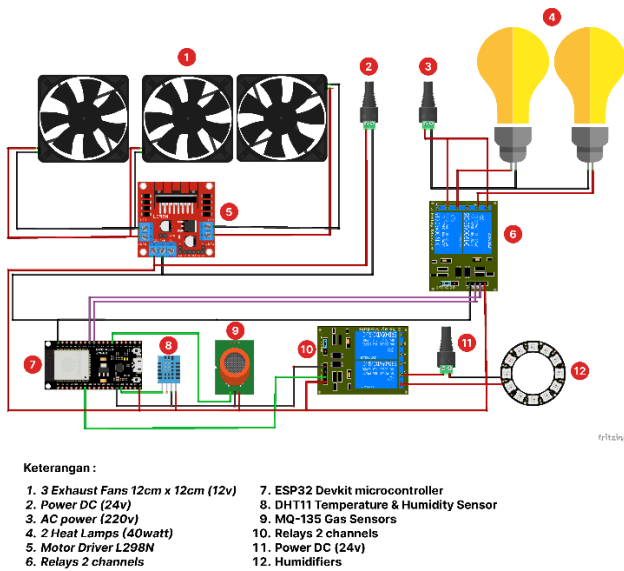 1
2
3
4
5
6
7
8
9
10
11
12
fritzing
Keterangan :
1. 3 Exhaust Fans 12cm x 12cm (12v)
2. Power DC (24v)
3. AC power (220v)
4. 2 Heat Lamps (40watt)
5. Motor Driver L298N
6. Relays 2 channels
7. ESP32 Devkit microcontroller
8. DHT11 Temperature & Humidity Sensor
9. MQ-135 Gas Sensors
10. Relays 2 channels
11. Power DC (24v)
12. Humidifiers